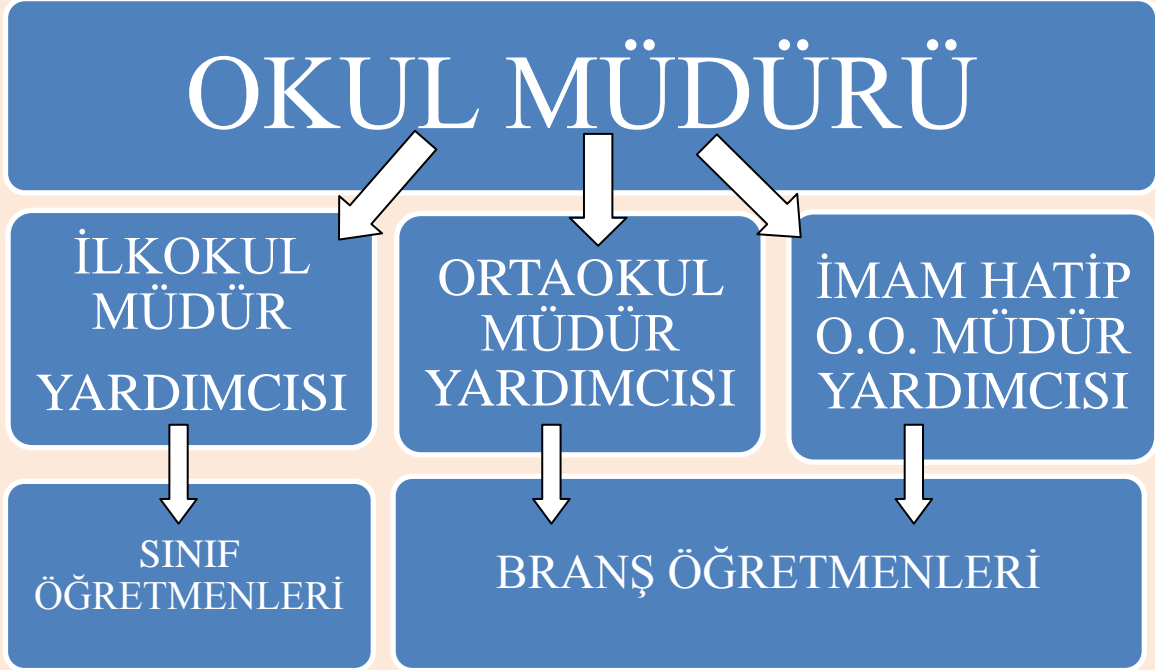 OKUL MÜDÜRÜ
İLKOKUL
MÜDÜR
YARDIMCISI
ORTAOKUL
MÜDÜR
YARDIMCISI
İMAM HATİP
O.O. MÜDÜR
YARDIMCISI
SINIF
ÖĞRETMENLERİ
BRANŞ ÖĞRETMENLERİ